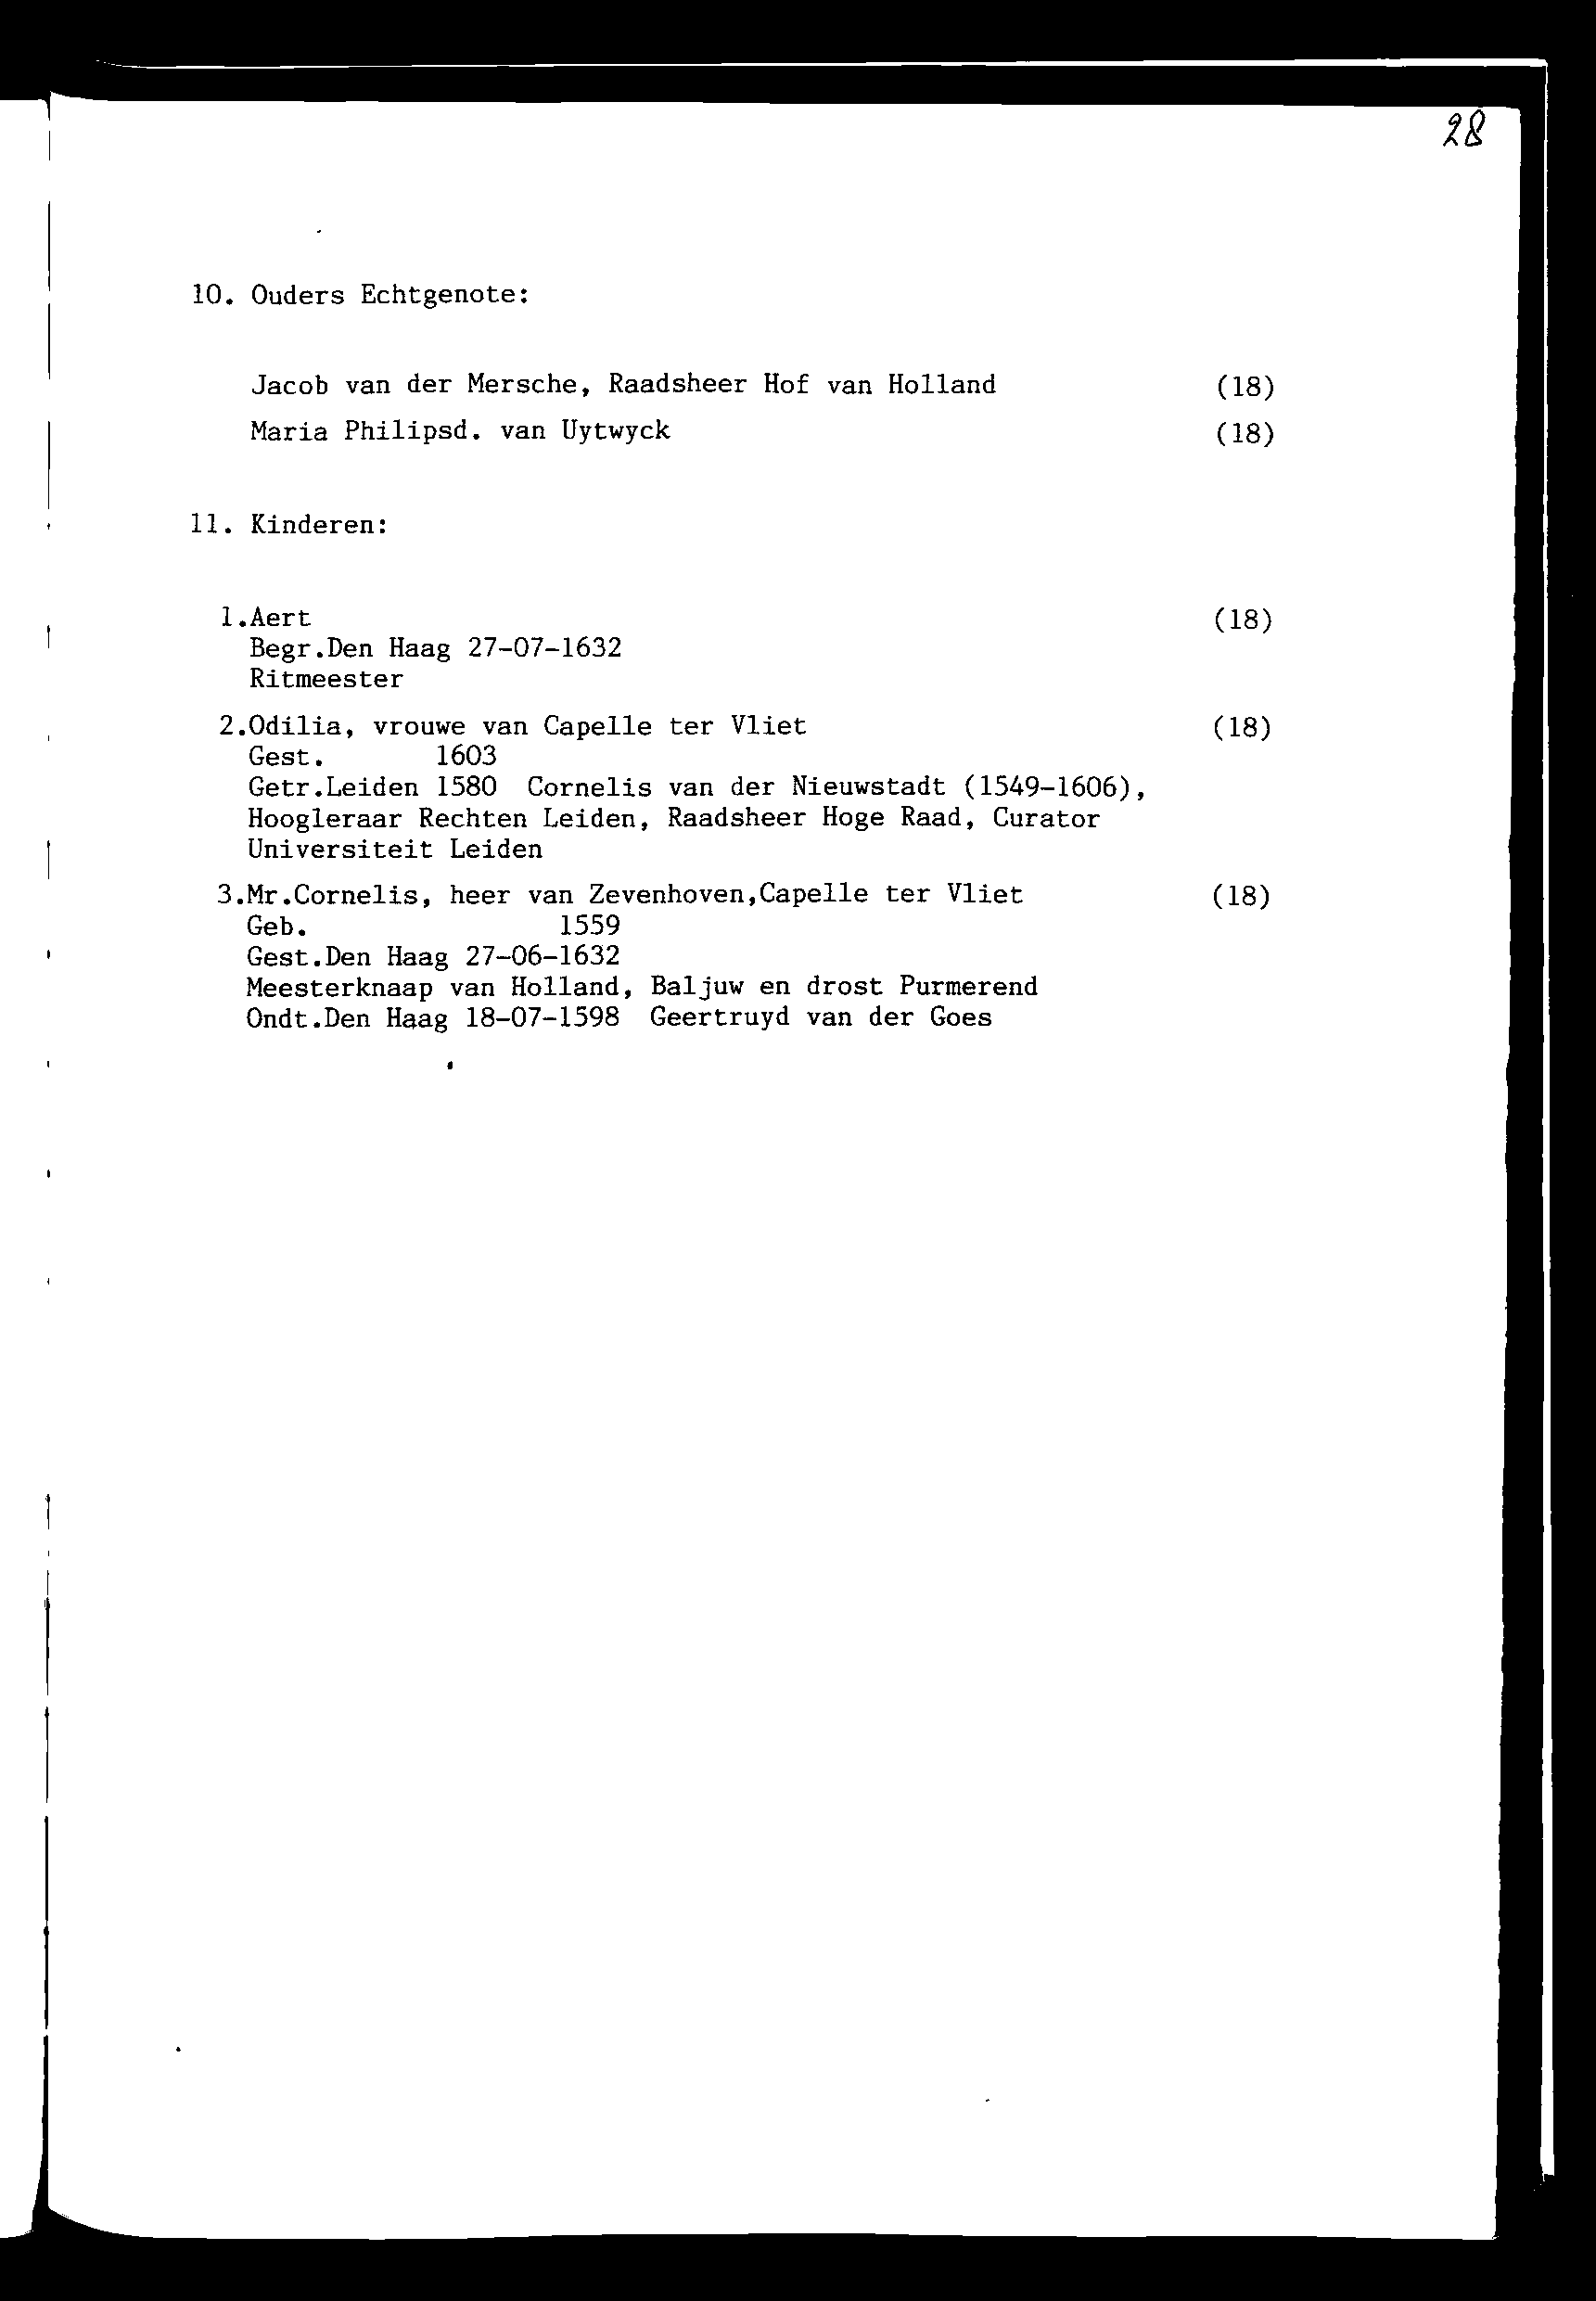 28
10. Ouders Echtgenote:
Jacob van der Mersche, Raadsheer Hof van Holland (18)
Maria Philipsd. van Uytwyck (18)
11. Kinderen:
1.Aert (18)
Begr.Den Haag 27-07-1632
Ritmeester
2.Odilia, vrouwe van Capelle ter Vliet (18)
Gest. 1603
Getr.Leiden 1580 Cornelis van der Nieuwstadt (1549-1606),
Hoogleraar Rechten Leiden, Raadsheer Hoge Raad, Curator
Universiteit Leiden
3.Mr.Cornelis, heer van Zevenhoven,Capelle ter Vliet (18)
Geb. 1559
Gest.Den Haag 27-06-1632
Meesterknaap van Holland, Baljuw en drost Purmerend
Ondt.Den Haag 18-07-1598 Geertruyd van der Goes